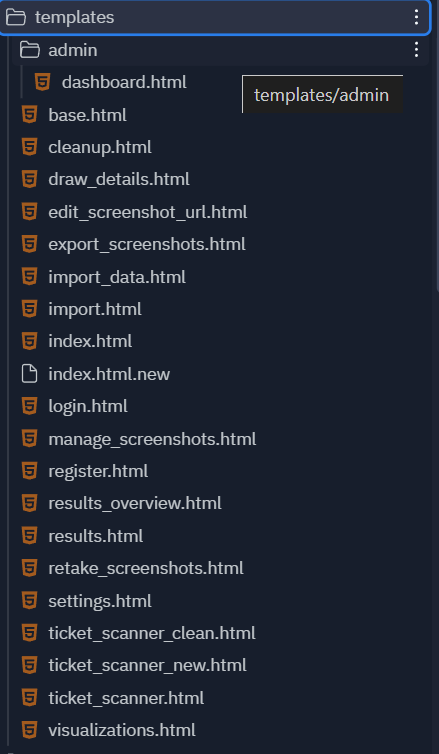 templates
admin
dashboard.html
templates/admin
base.html
cleanup.html
draw_details.html
edit_screenshot_url.html
export_screenshots.html
import_data.html
import.html
index.html
index.html.new
login.html
manage_screenshots.html
register.html
results_overview.html
results.html
retake_screenshots.html
settings.html
ticket_scanner_clean.html
ticket_scanner_new.html
ticket_scanner.html
visualizations.html